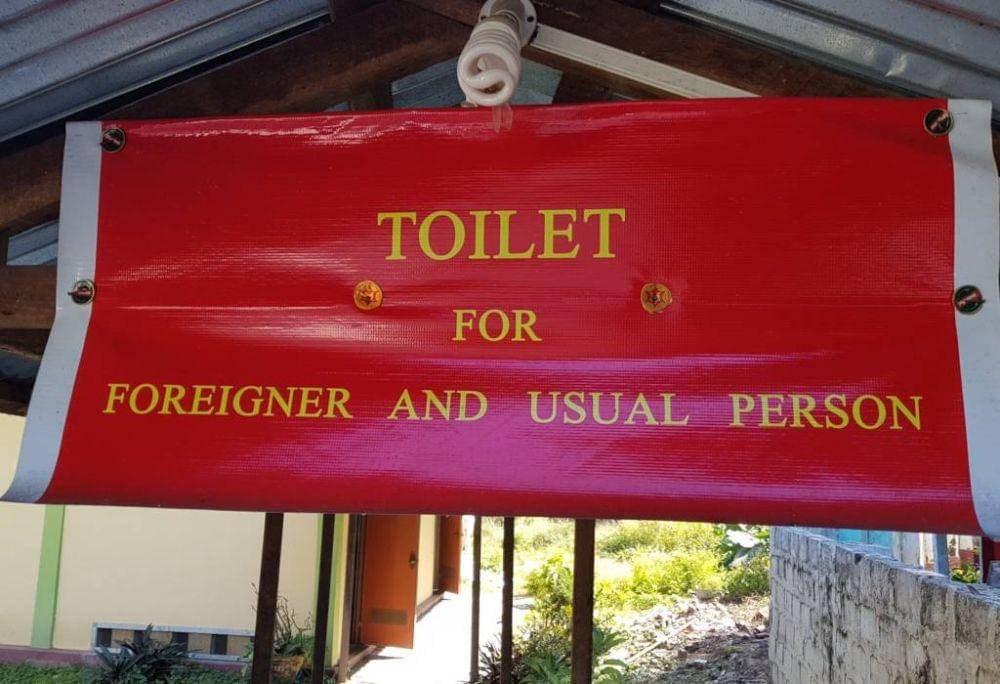 TOILET
FOR
FOREIGNER AND USUAL PERSON